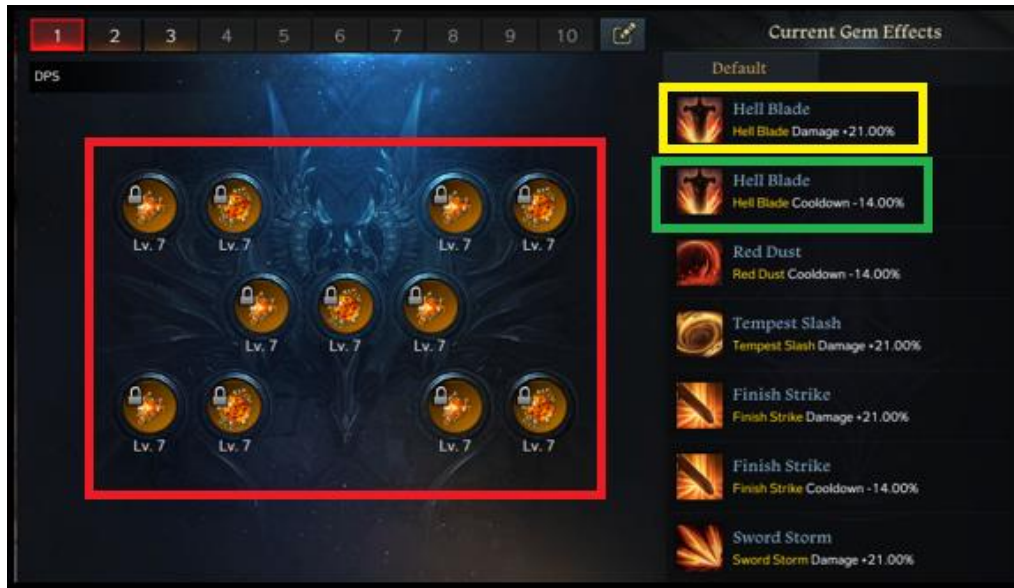 1 2 3 4 5 6 7 8 9 10
Current Gem Effects
DPS
Default
Hell Blade
Hell Blade Damage +21.00%
Hell Blade
Hell Blade Cooldown -14.00%
Lv. 7 Lv. 7 Lv. 7 Lv. 7
Red Dust
Red Dust Cooldown -14.00%
Tempest Slash
Tempest Slash Damage +21.00%
Lv. 7 Lv. 7 Lv. 7
Finish Strike
Finish Strike Damage +21.00%
Lv. 7 Lv. 7 Lv. 7 Lv. 7
Finish Strike
Finish Strike Cooldown -14.00%
Sword Storm
Sword Storm Damage +21.00%